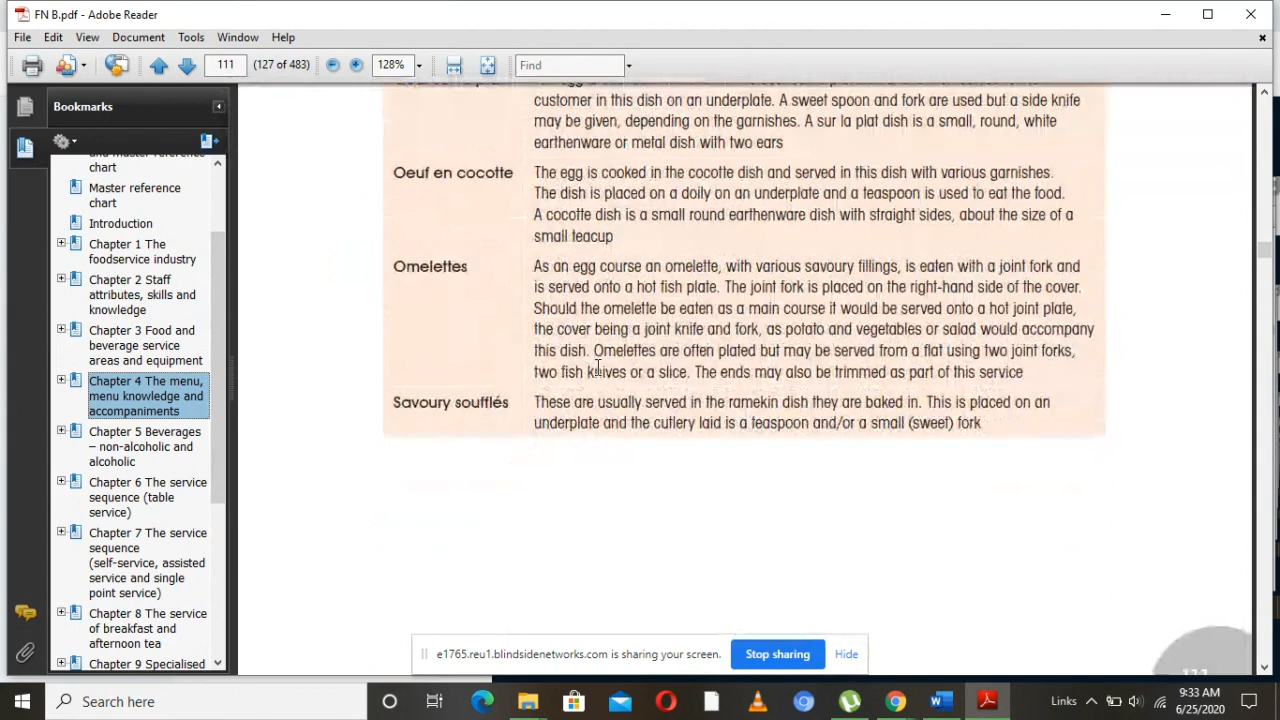 FN B.pdf - Adobe Reader
File Edit View Document Tools Window Help
111 (127 of 483) 128% Find
Bookmarks
and master reference
chart
Master reference
chart
Introduction
Chapter 1 The
foodservice industry
Chapter 2 Staff
attributes, skills and
knowledge
Chapter 3 Food and
beverage service
areas and equipment
Chapter 4 The menu,
menu knowledge and
accompaniments
Chapter 5 Beverages
– non-alcoholic and
alcoholic
Chapter 6 The service
sequence (table
service)
Chapter 7 The service
sequence
(self-service, assisted
service and single
point service)
Chapter 8 The service
of breakfast and
afternoon tea
Chapter 9 Specialised
customer in this dish on an underplate. A sweet spoon and fork are used but a side knife
may be given, depending on the garnishes. A sur la plat dish is a small, round, white
earthenware or metal dish with two ears
Oeuf en cocotte
The egg is cooked in the cocotte dish and served in this dish with various garnishes.
The dish is placed on a doily on an underplate and a teaspoon is used to eat the food.
A cocotte dish is a small round earthenware dish with straight sides, about the size of a
small teacup
Omelettes
As an egg course an omelette, with various savoury fillings, is eaten with a joint fork and
is served onto a hot fish plate. The joint fork is placed on the right-hand side of the cover.
Should the omelette be eaten as a main course it would be served onto a hot joint plate,
the cover being a joint knife and fork, as potato and vegetables or salad would accompany
this dish. Omelettes are often plated but may be served from a flat using two joint forks,
two fish knives or a slice. The ends may also be trimmed as part of this service
Savoury soufflés
These are usually served in the ramekin dish they are baked in. This is placed on an
underplate and the cutlery laid is a teaspoon and/or a small (sweet) fork
e1765.reu1.blindsidenetworks.com is sharing your screen. Stop sharing Hide
Search here
Links
9:33 AM
6/25/2020